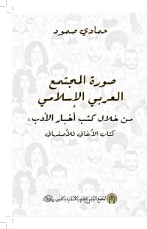 حمادي صمود
صورة المجتمع
العربي الإسلامي
من خلال كتب أخبار الأدب:
كتاب الأغاني للأصفهاني